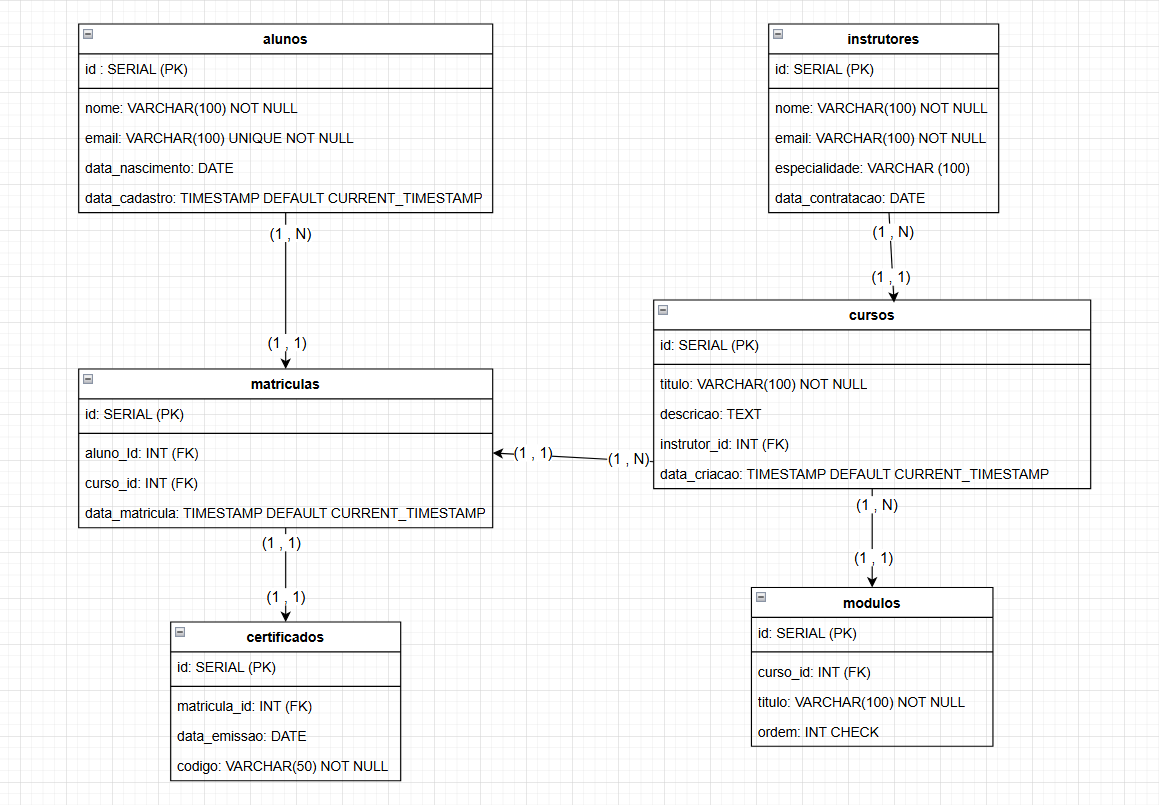 alunos
id : SERIAL (PK)
nome: VARCHAR(100) NOT NULL
email: VARCHAR(100) UNIQUE NOT NULL
data_nascimento: DATE
data_cadastro: TIMESTAMP DEFAULT CURRENT_TIMESTAMP
(1 , N)
(1 , 1)
instrutores
id: SERIAL (PK)
nome: VARCHAR(100) NOT NULL
email: VARCHAR(100) NOT NULL
especialidade: VARCHAR (100)
data_contratacao: DATE
(1 , N)
(1 , 1)
cursos
id: SERIAL (PK)
titulo: VARCHAR(100) NOT NULL
descricao: TEXT
instrutor_id: INT (FK)
data_criacao: TIMESTAMP DEFAULT CURRENT_TIMESTAMP
matriculas
id: SERIAL (PK)
aluno_Id: INT (FK)
curso_id: INT (FK)
data_matricula: TIMESTAMP DEFAULT CURRENT_TIMESTAMP
(1 , 1)
(1 , N)
(1 , 1)
(1 , 1)
certificados
id: SERIAL (PK)
matricula_id: INT (FK)
data_emissao: DATE
codigo: VARCHAR(50) NOT NULL
(1 , N)
(1 , 1)
modulos
id: SERIAL (PK)
curso_id: INT (FK)
titulo: VARCHAR(100) NOT NULL
ordem: INT CHECK